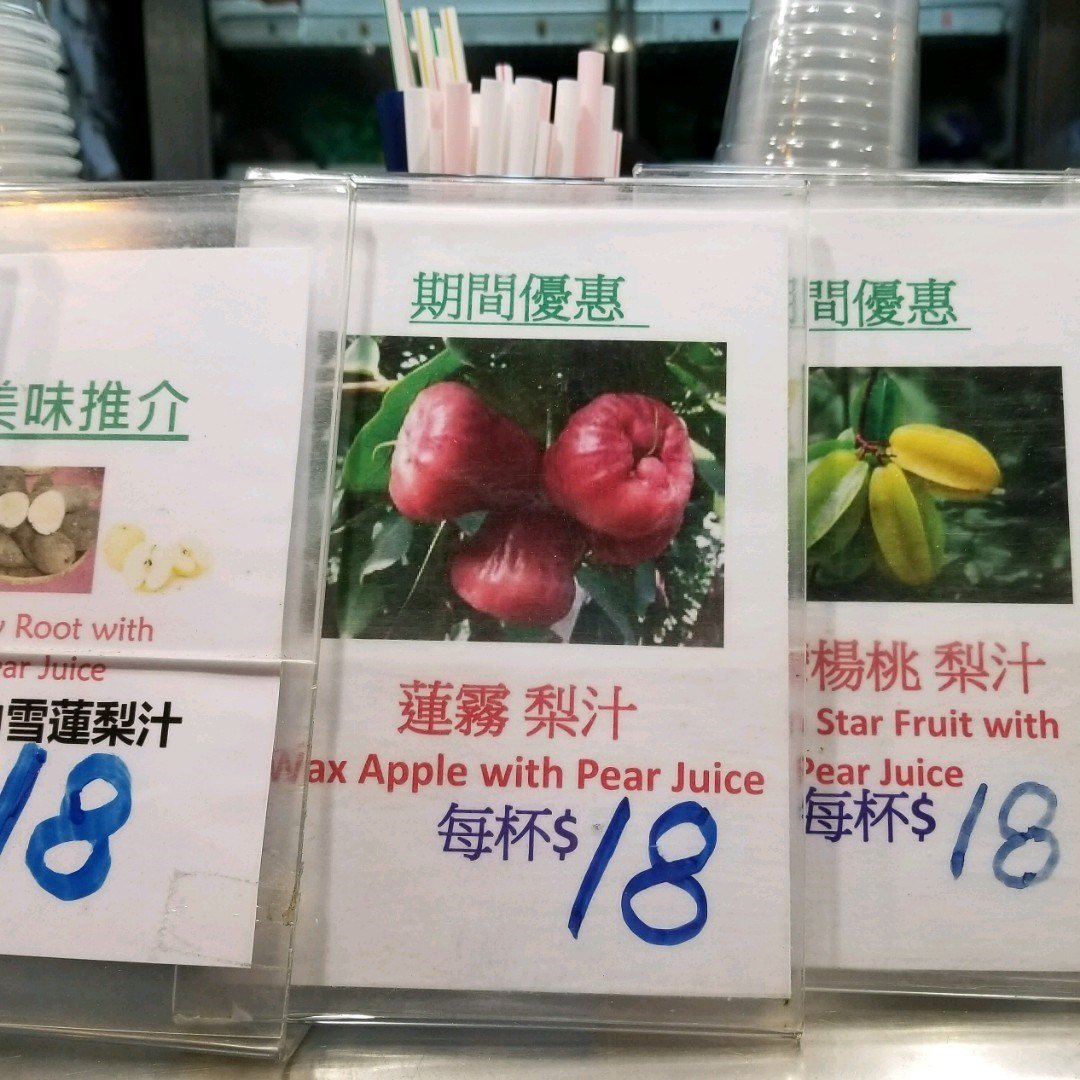 美味推介
Root with
Pear Juice
雪蓮梨汁
18
期間優惠
蓮霧 梨汁
Wax Apple with Pear Juice
每杯$ 18
間優惠
楊桃 梨汁
Star Fruit with
Pear Juice
每杯$ 18